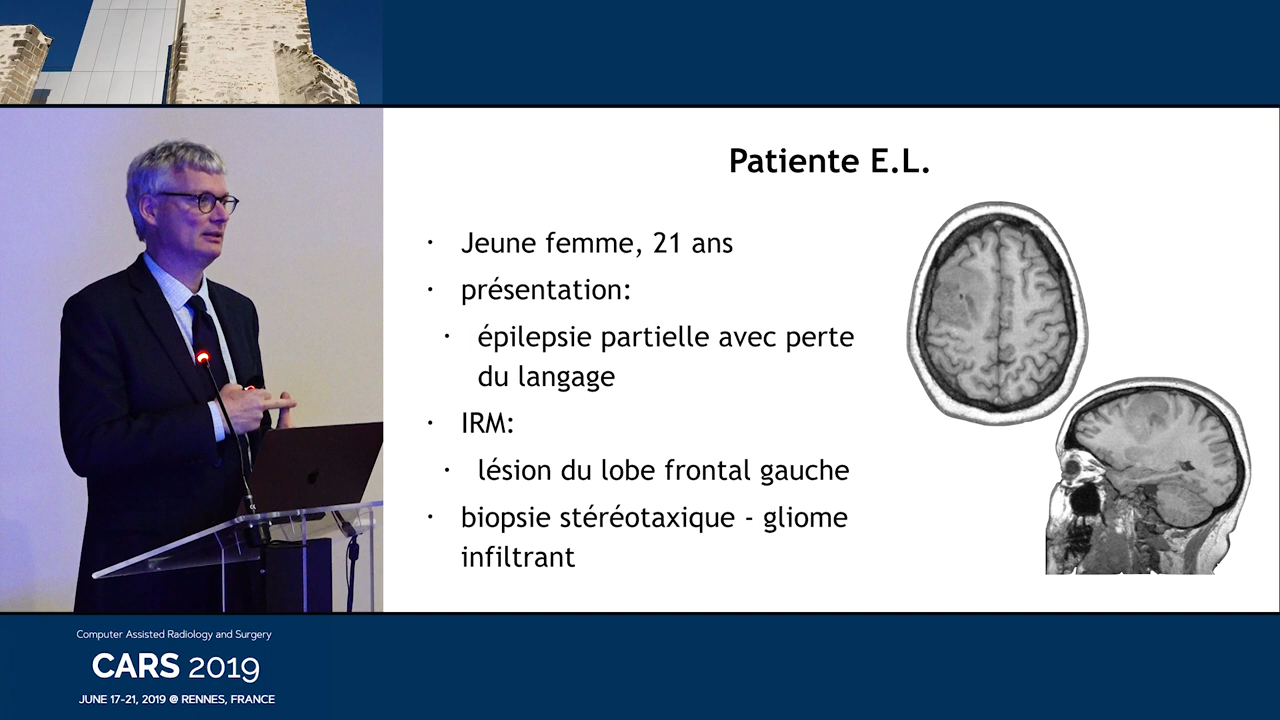 Patiente E.L.
· Jeune femme, 21 ans
· présentation:
· épilepsie partielle avec perte
du langage
· IRM:
· lésion du lobe frontal gauche
· biopsie stéréotaxique - gliome
infiltrant
Computer Assisted Radiology and Surgery
CARS 2019
JUNE 17-21, 2019 @ RENNES, FRANCE